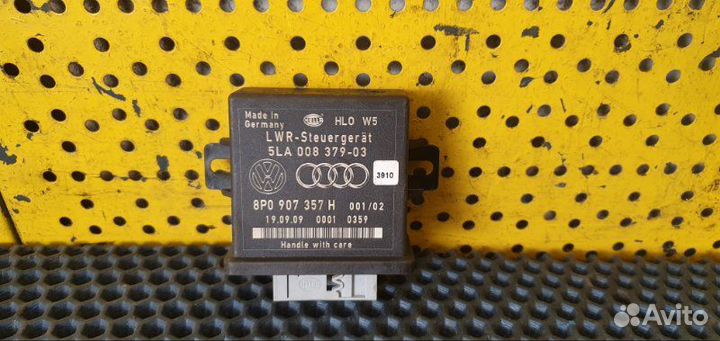 Made in
Germany
HELLA
HLO W5
LWR-Steuergerät
5LA 008 379-03
3910
8P0 907 357 H 001/02
19.09.09 0001 0359
Handle with care
Avito